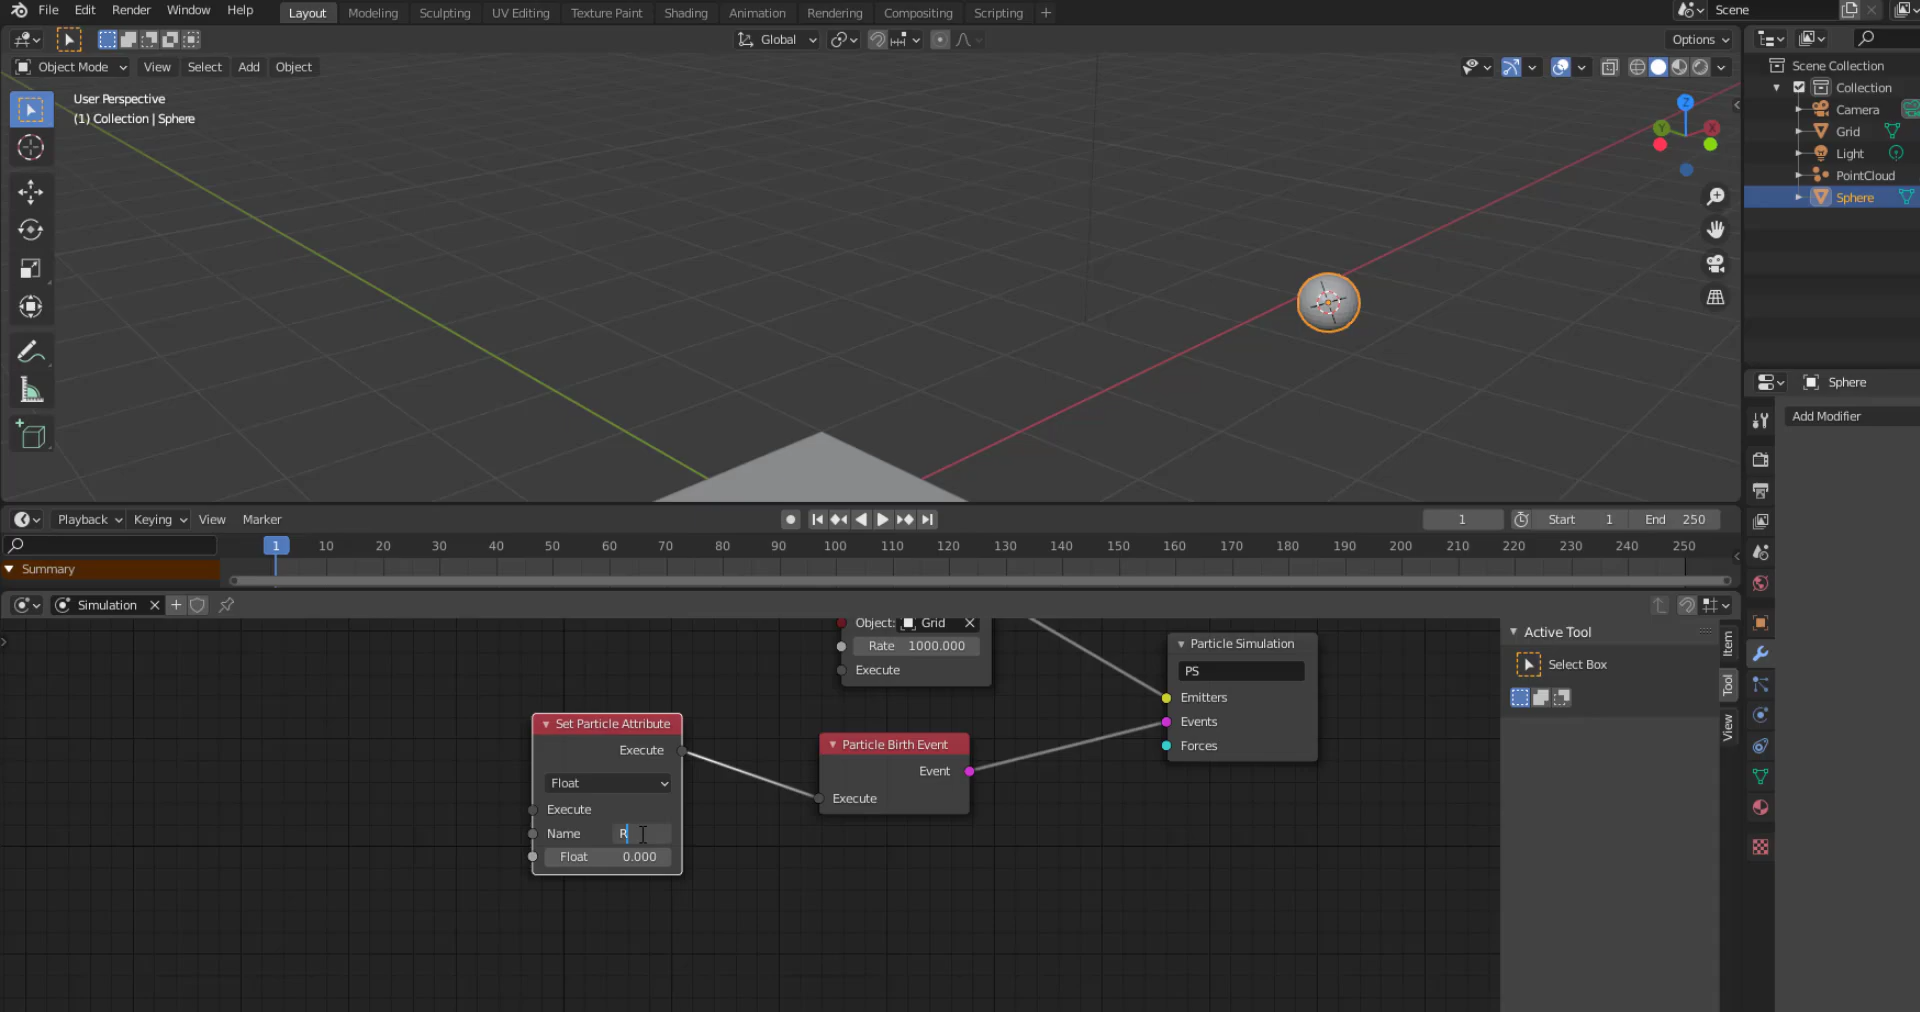 File Edit Render Window Help Layout Modeling Sculpting UV Editing Texture Paint Shading Animation Rendering Compositing Scripting + Scene
Global Options
Object Mode View Select Add Object
Scene Collection
Collection
Camera
Grid
Light
PointCloud
Sphere
User Perspective
(1) Collection | Sphere
Z
Y
X
Sphere
Add Modifier
Playback Keying View Marker 1 Start 1 End 250
1 10 20 30 40 50 60 70 80 90 100 110 120 130 140 150 160 170 180 190 200 210 220 230 240 250
Summary
Simulation
Object: Grid
Rate 1000.000
Execute
Set Particle Attribute
Execute
Float
Execute
Name R
Float 0.000
Particle Birth Event
Event
Execute
Particle Simulation
PS
Emitters
Events
Forces
Active Tool
Select Box
Item
Tool
View